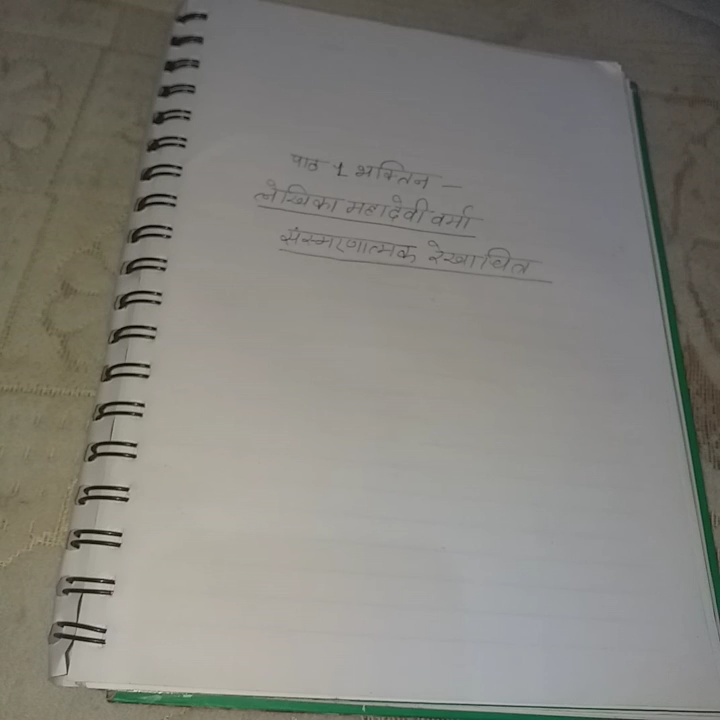 पाठ 1 भक्तिन –
लेखिका महादेवी वर्मा
संस्मरणात्मक रेखाचित